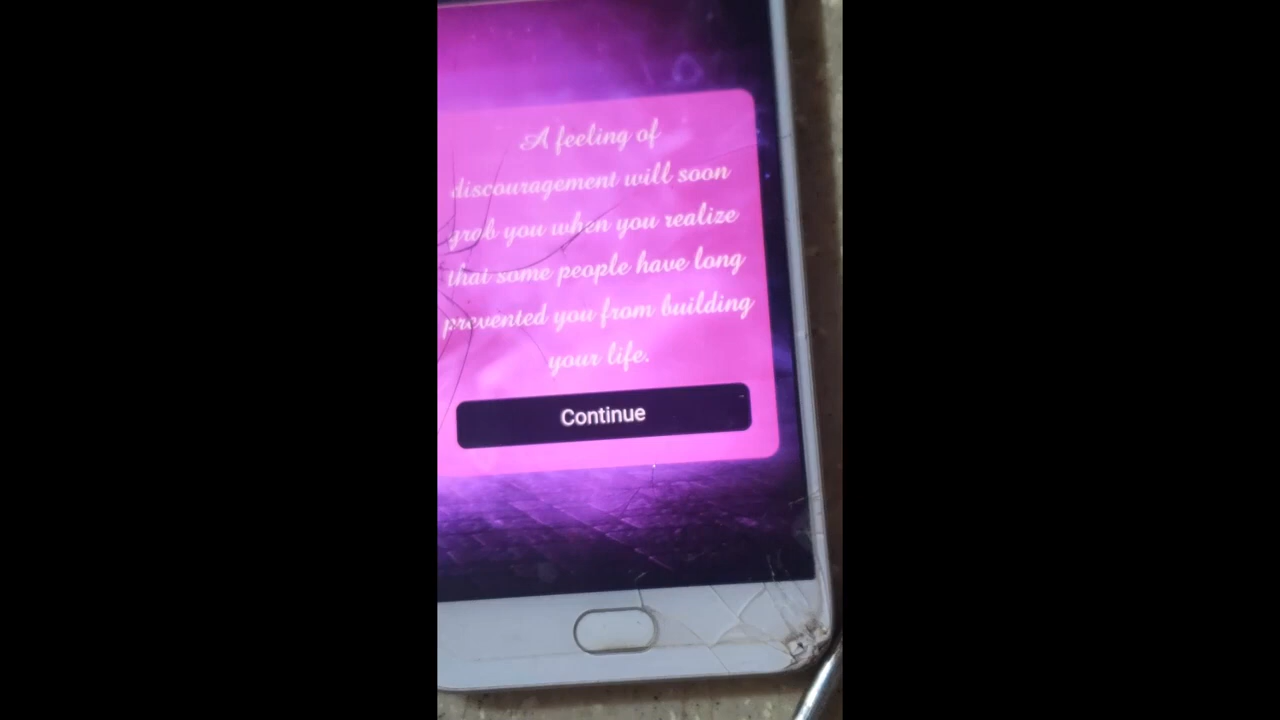 A feeling of
discouragement will soon
grab you when you realize
that some people have long
prevented you from building
your life.
Continue